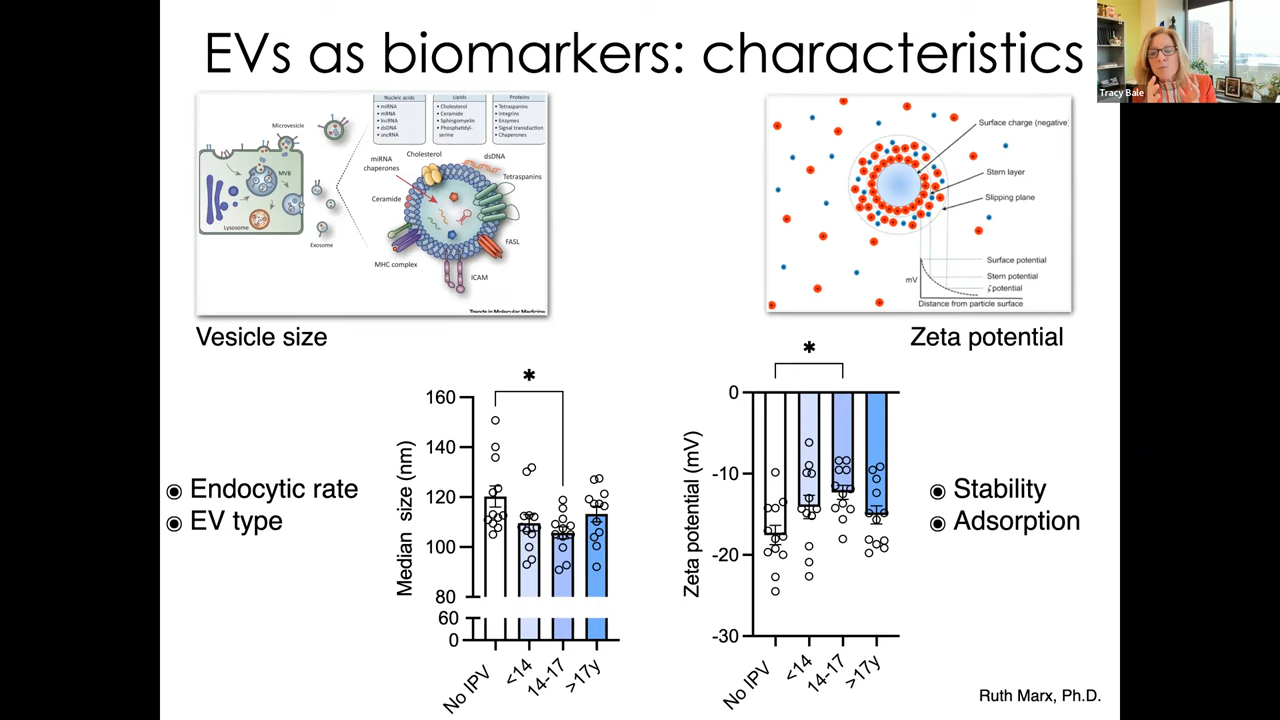 EVs as biomarkers: characteristics
Tracy Bale
Nucleic acids
• miRNA
• mRNA
• lncRNA
• dsDNA
• sncRNA
Lipids
• Cholesterol
• Ceramide
• Sphingomyelin
• Phosphatidyl-
serine
Proteins
• Tetraspanins
• Integrins
• Enzymes
• Signal transduction
• Chaperones
Microvesicle
MVB
Lysosome
Exosome
miRNA
chaperones
Cholesterol
dsDNA
Tetraspanins
Ceramide
FASL
MHC complex
ICAM
Trends in Molecular Medicine
Surface charge (negative)
Stern layer
Slipping plane
Surface potential
Stern potential
ζ potential
mV
Distance from particle surface
Vesicle size
Zeta potential
Endocytic rate
EV type
Median size (nm)
160
140
120
100
80
60
0
*
No IPV
<14
14-17
>17y
Zeta potential (mV)
0
-10
-20
-30
*
No IPV
<14
14-17
>17y
Stability
Adsorption
Ruth Marx, Ph.D.